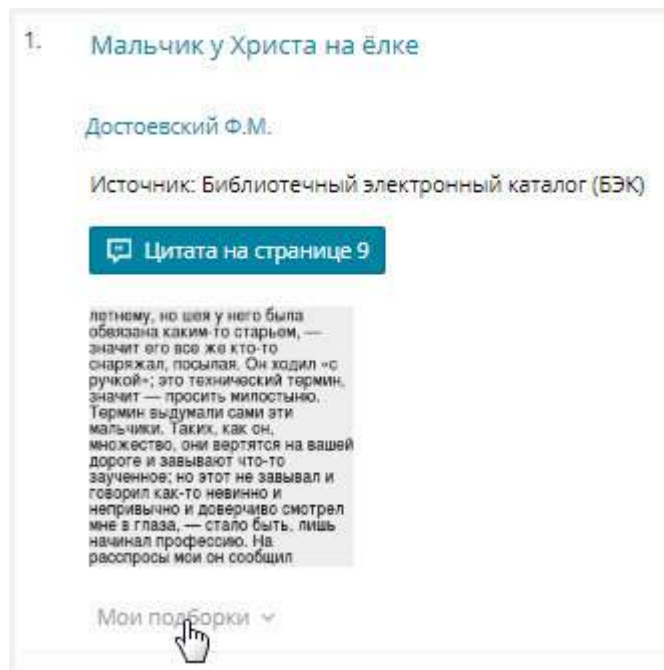 1. Мальчик у Христа на ёлке
Достоевский Ф.М.
Источник: Библиотечный электронный каталог (БЭК)
Цитата на странице 9
летнему, но шея у него была
обвязана каким-то старьем, —
значит его все же кто-то
снаряжал, посылая. Он ходил «с
ручкой»; это технический термин,
значит — просить милостыню.
Термин выдумали сами эти
мальчики. Таких, как он,
множество, они вертятся на вашей
дороге и завывают что-то
заученное; но этот не завывал и
говорил как-то невинно и
непривычно и доверчиво смотрел
мне в глаза, — стало быть, лишь
начинал профессию. На
расспросы мои он сообщил
Мои подборки